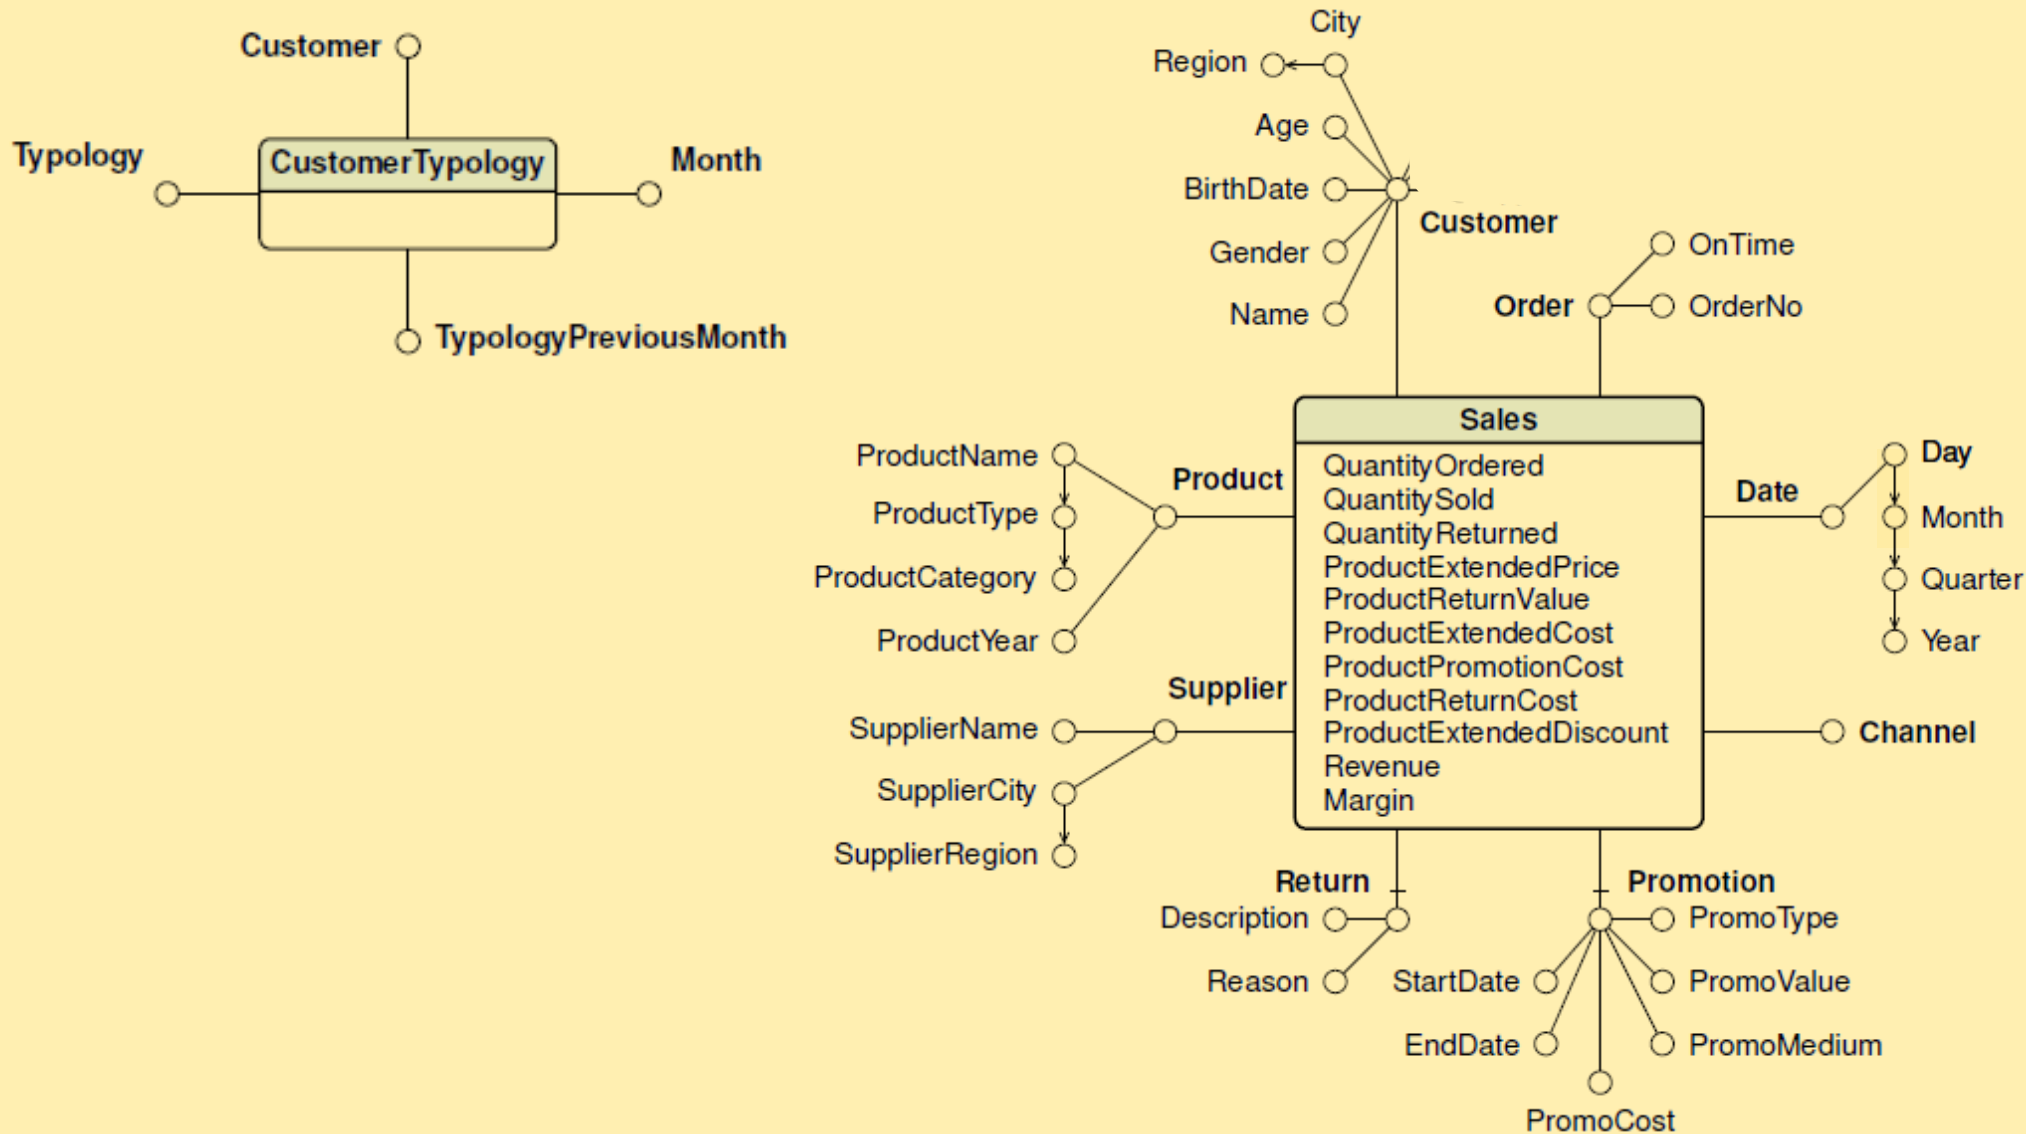 Customer
Typology
CustomerTypology
Month
TypologyPreviousMonth
City
Region
Age
BirthDate
Gender
Name
Customer
Order
OnTime
OrderNo
Sales
QuantityOrdered
QuantitySold
QuantityReturned
ProductExtendedPrice
ProductReturnValue
ProductExtendedCost
ProductPromotionCost
ProductReturnCost
ProductExtendedDiscount
Revenue
Margin
ProductName
Product
ProductType
ProductCategory
ProductYear
Supplier
SupplierName
SupplierCity
SupplierRegion
Date
Day
Month
Quarter
Year
Channel
Return
Description
Reason
Promotion
PromoType
StartDate
PromoValue
EndDate
PromoMedium
PromoCost